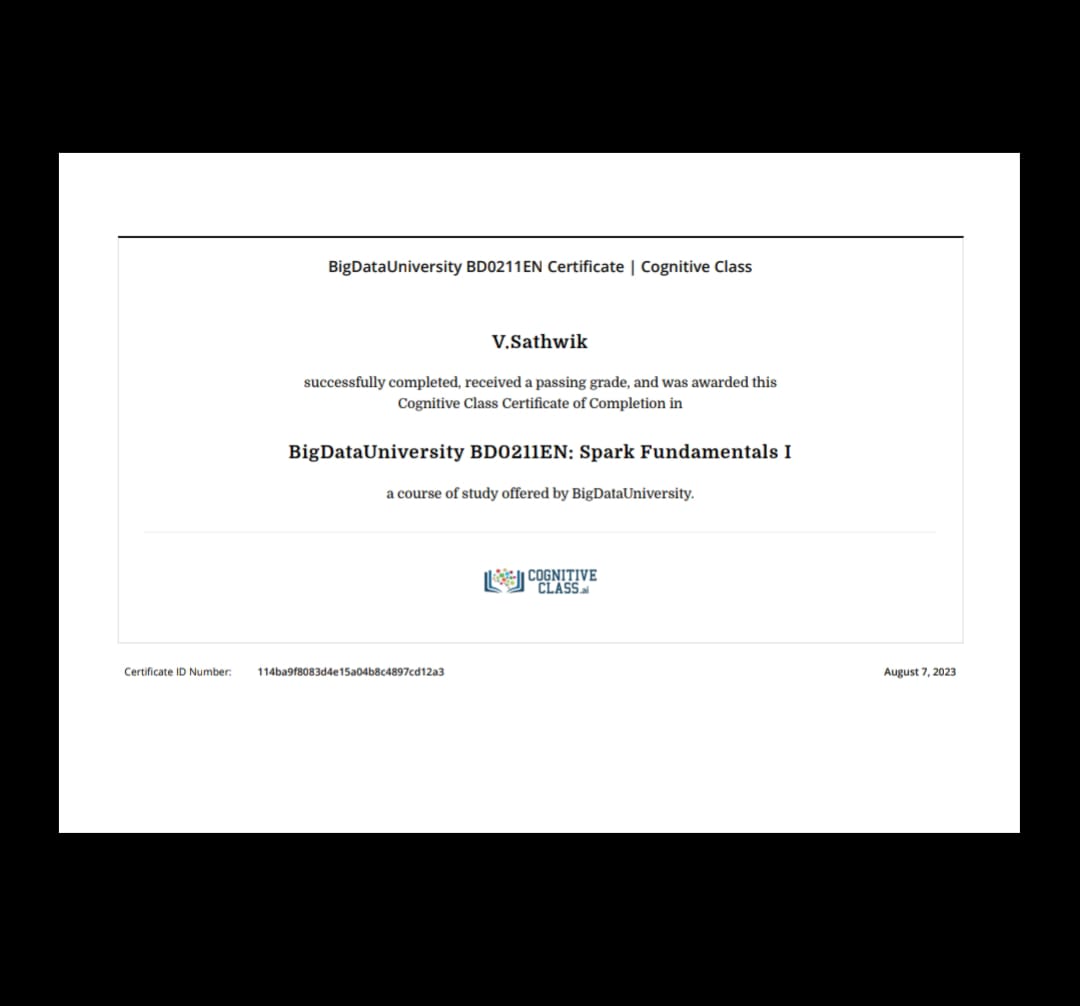 BigDataUniversity BD0211EN Certificate | Cognitive Class
V.Sathwik
successfully completed, received a passing grade, and was awarded this
Cognitive Class Certificate of Completion in
BigDataUniversity BD0211EN: Spark Fundamentals I
a course of study offered by BigDataUniversity.
COGNITIVE
CLASS.ai
Certificate ID Number: 114ba9f8083d4e15a04b8c4897cd12a3
August 7, 2023